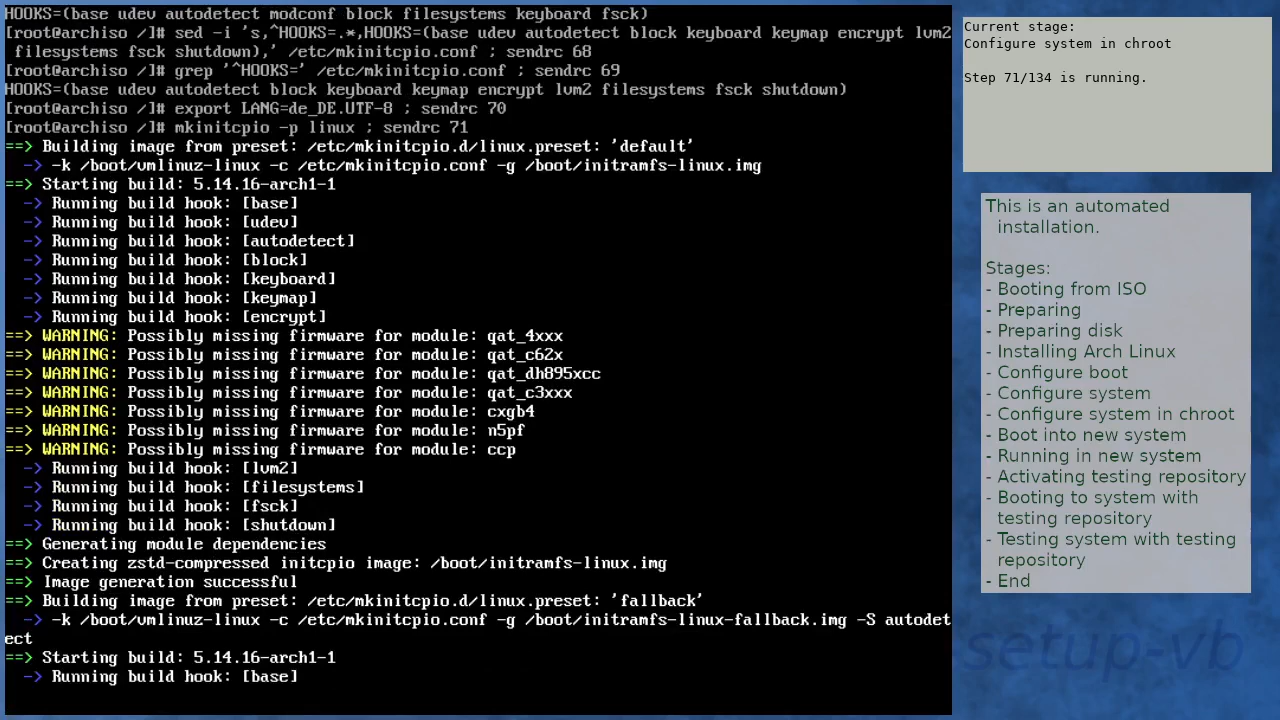 HOOKS=(base udev autodetect modconf block filesystems keyboard fsck)
[root@archiso /]# sed -i 's,^HOOKS=.*,HOOKS=(base udev autodetect block keyboard keymap encrypt lvm2
 filesystems fsck shutdown),' /etc/mkinitcpio.conf ; sendrc 68
[root@archiso /]# grep '^HOOKS=' /etc/mkinitcpio.conf ; sendrc 69
HOOKS=(base udev autodetect block keyboard keymap encrypt lvm2 filesystems fsck shutdown)
[root@archiso /]# export LANG=de_DE.UTF-8 ; sendrc 70
[root@archiso /]# mkinitcpio -p linux ; sendrc 71
==> Building image from preset: /etc/mkinitcpio.d/linux.preset: 'default'
  -> -k /boot/vmlinuz-linux -c /etc/mkinitcpio.conf -g /boot/initramfs-linux.img
==> Starting build: 5.14.16-arch1-1
  -> Running build hook: [base]
  -> Running build hook: [udev]
  -> Running build hook: [autodetect]
  -> Running build hook: [block]
  -> Running build hook: [keyboard]
  -> Running build hook: [keymap]
  -> Running build hook: [encrypt]
==> WARNING: Possibly missing firmware for module: qat_4xxx
==> WARNING: Possibly missing firmware for module: qat_c62x
==> WARNING: Possibly missing firmware for module: qat_dh895xcc
==> WARNING: Possibly missing firmware for module: qat_c3xxx
==> WARNING: Possibly missing firmware for module: cxgb4
==> WARNING: Possibly missing firmware for module: n5pf
==> WARNING: Possibly missing firmware for module: ccp
  -> Running build hook: [lvm2]
  -> Running build hook: [filesystems]
  -> Running build hook: [fsck]
  -> Running build hook: [shutdown]
==> Generating module dependencies
==> Creating zstd-compressed initcpio image: /boot/initramfs-linux.img
==> Image generation successful
==> Building image from preset: /etc/mkinitcpio.d/linux.preset: 'fallback'
  -> -k /boot/vmlinuz-linux -c /etc/mkinitcpio.conf -g /boot/initramfs-linux-fallback.img -S autodet
ect
==> Starting build: 5.14.16-arch1-1
  -> Running build hook: [base]
Current stage:
Configure system in chroot
Step 71/134 is running.
This is an automated
installation.
Stages:
- Booting from ISO
- Preparing
- Preparing disk
- Installing Arch Linux
- Configure boot
- Configure system
- Configure system in chroot
- Boot into new system
- Running in new system
- Activating testing repository
- Booting to system with
testing repository
- Testing system with testing
repository
- End
setup-vb